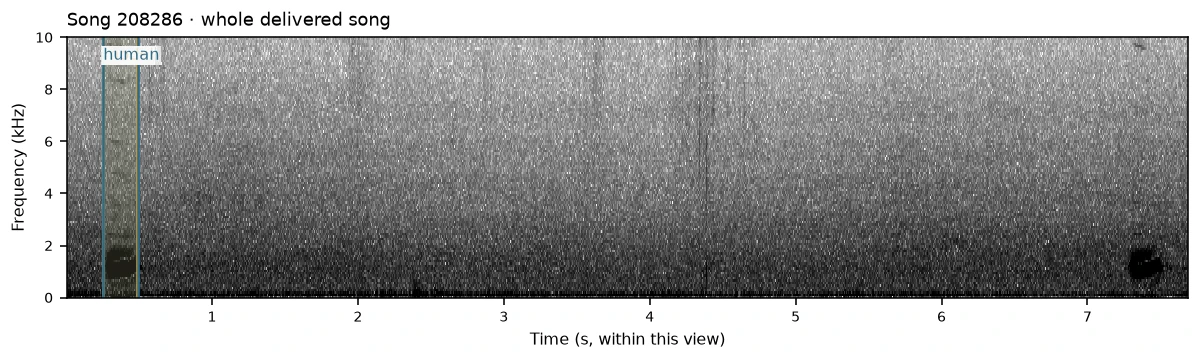 Song 208286 · whole delivered song
human
10
8
6
4
2
0
Frequency (kHz)
1 2 3 4 5 6 7
Time (s, within this view)